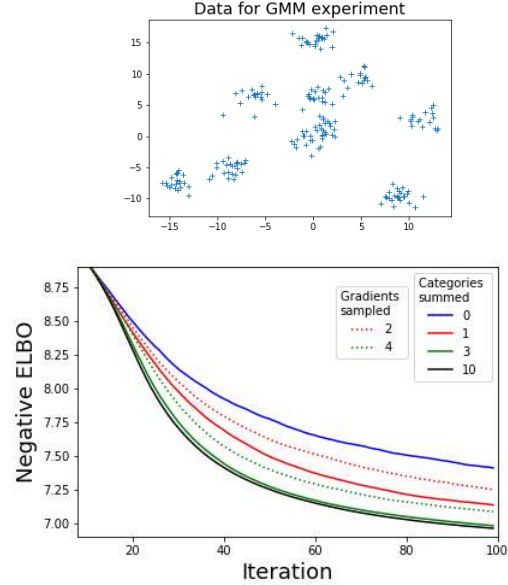 Data for GMM experiment
15
10
5
0
−5
−10
−15 −10 −5 0 5 10
Negative ELBO
8.75
8.50
8.25
8.00
7.75
7.50
7.25
7.00
Gradients
sampled
2
4
Categories
summed
0
1
3
10
20 40 60 80 100
Iteration